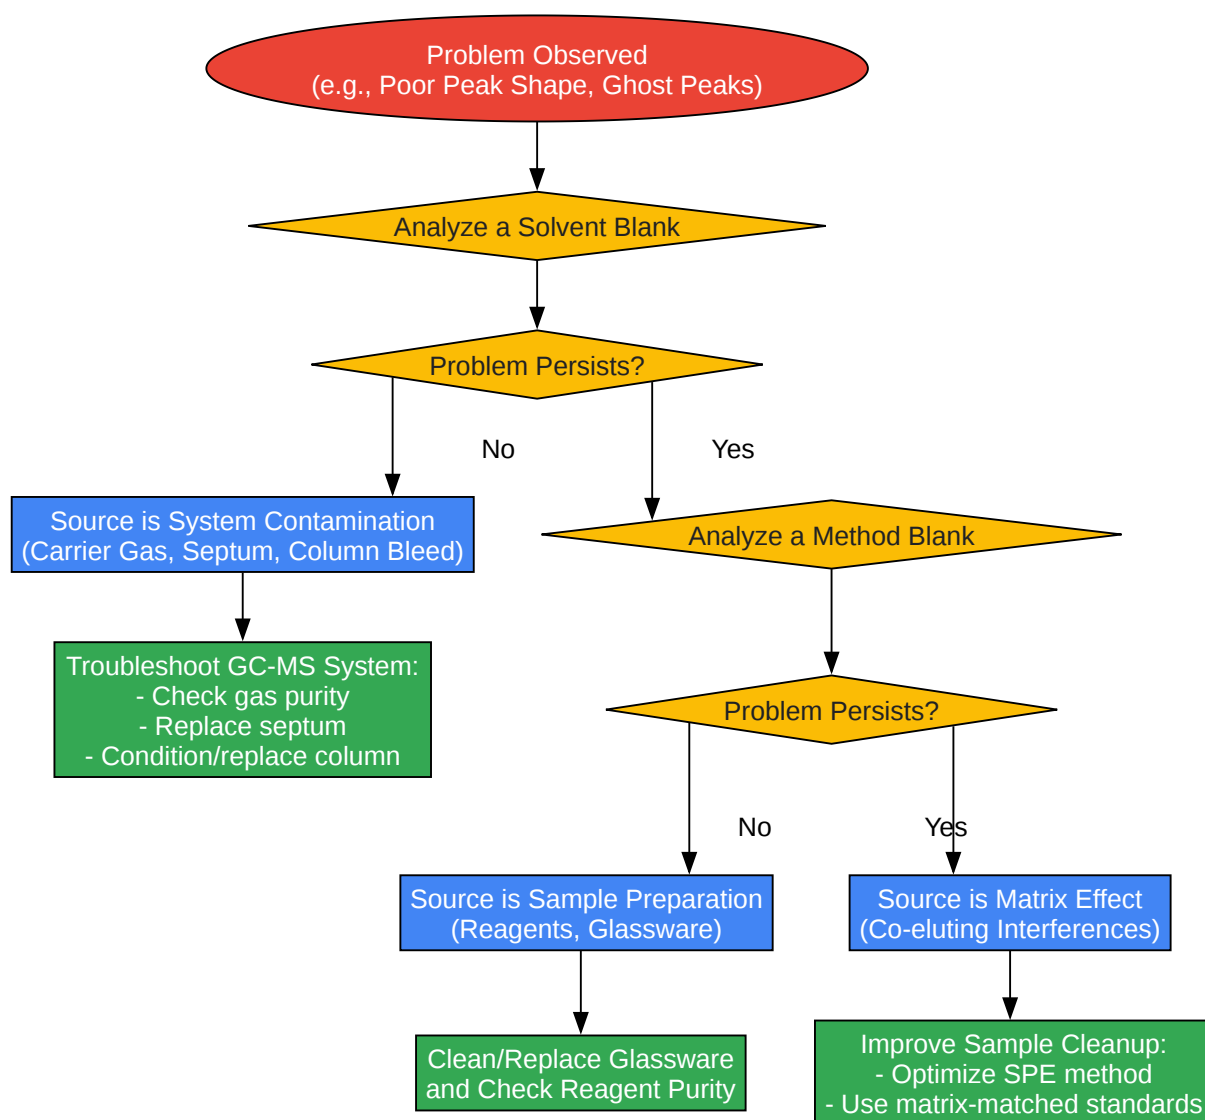 Problem Observed
(e.g., Poor Peak Shape, Ghost Peaks)
Analyze a Solvent Blank
Problem Persists?
No
Yes
Source is System Contamination
(Carrier Gas, Septum, Column Bleed)
Analyze a Method Blank
Troubleshoot GC-MS System:
- Check gas purity
- Replace septum
- Condition/replace column
Problem Persists?
No
Yes
Source is Sample Preparation
(Reagents, Glassware)
Source is Matrix Effect
(Co-eluting Interferences)
Clean/Replace Glassware
and Check Reagent Purity
Improve Sample Cleanup:
- Optimize SPE method
- Use matrix-matched standards